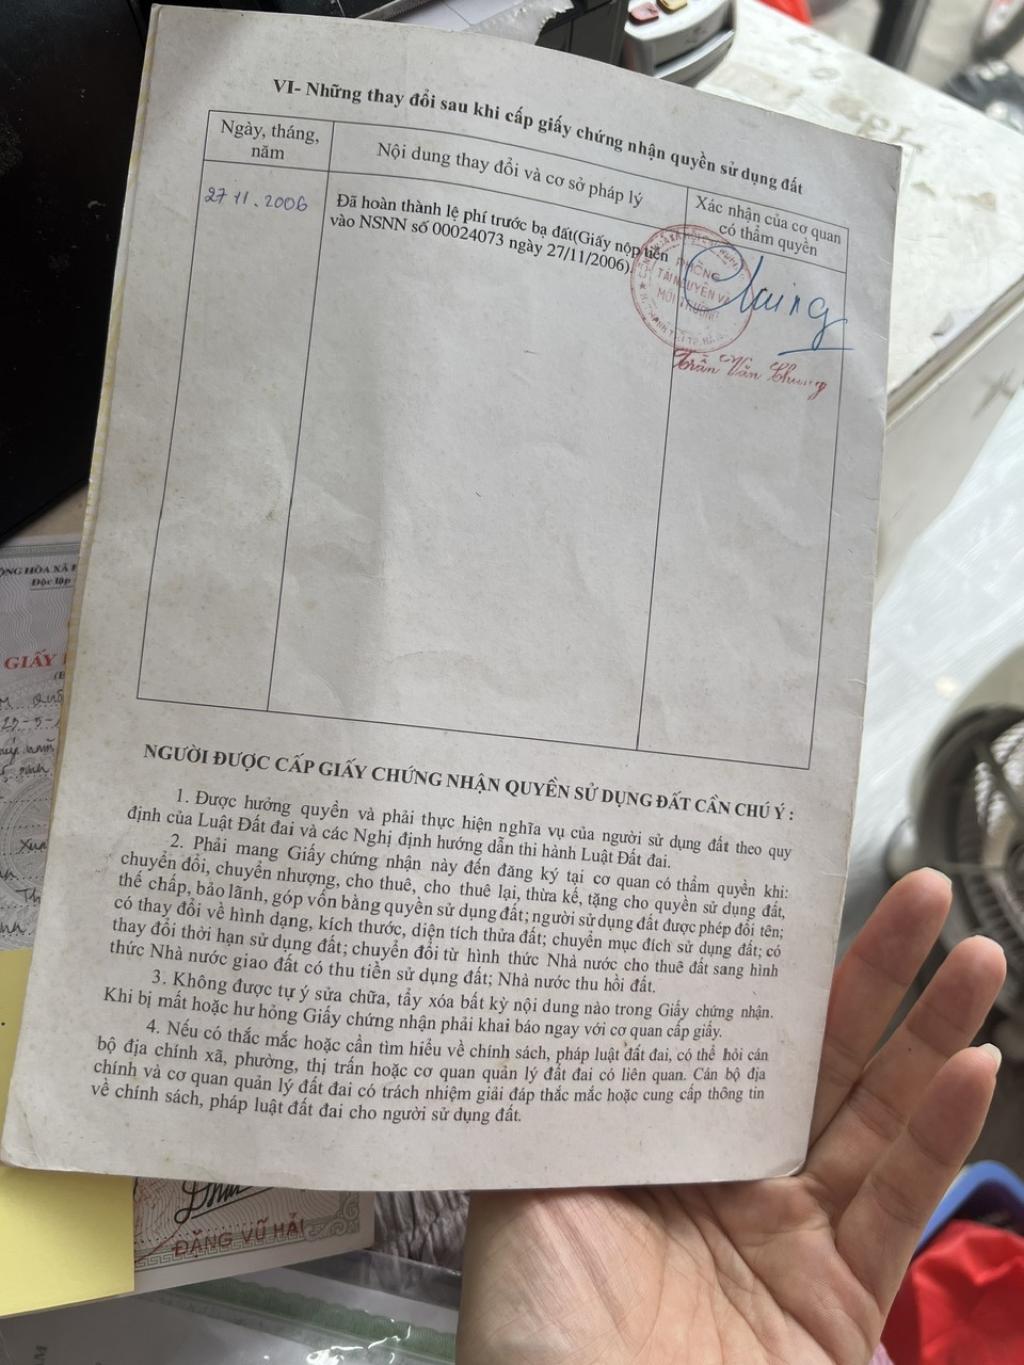 VI- Những thay đổi sau khi cấp giấy chứng nhận quyền sử dụng đất
Ngày, tháng,
năm
Nội dung thay đổi và cơ sở pháp lý
Xác nhận của cơ quan
có thẩm quyền
27 11. 2006
Đã hoàn thành lệ phí trước bạ đất(Giấy nộp tiền
vào NSNN số 00024073 ngày 27/11/2006).
PHÒNG
TÀI NGUYÊN VÀ
MÔI TRƯỜNG
Trần Văn Chung
NGƯỜI ĐƯỢC CẤP GIẤY CHỨNG NHẬN QUYỀN SỬ DỤNG ĐẤT CẦN CHÚ Ý :
1. Được hưởng quyền và phải thực hiện nghĩa vụ của người sử dụng đất theo quy
định của Luật Đất đai và các Nghị định hướng dẫn thi hành Luật Đất đai.
2. Phải mang Giấy chứng nhận này đến đăng ký tại cơ quan có thẩm quyền khi:
chuyển đổi, chuyển nhượng, cho thuê, cho thuê lại, thừa kế, tặng cho quyền sử dụng đất,
thế chấp, bảo lãnh, góp vốn bằng quyền sử dụng đất; người sử dụng đất được phép đổi tên;
có thay đổi về hình dạng, kích thước, diện tích thửa đất; chuyển mục đích sử dụng đất; có
thay đổi thời hạn sử dụng đất; chuyển đổi từ hình thức Nhà nước cho thuê đất sang hình
thức Nhà nước giao đất có thu tiền sử dụng đất; Nhà nước thu hồi đất.
3. Không được tự ý sửa chữa, tẩy xóa bất kỳ nội dung nào trong Giấy chứng nhận.
Khi bị mất hoặc hư hỏng Giấy chứng nhận phải khai báo ngay với cơ quan cấp giấy.
4. Nếu có thắc mắc hoặc cần tìm hiểu về chính sách, pháp luật đất đai, có thể hỏi cán
bộ địa chính xã, phường, thị trấn hoặc cơ quan quản lý đất đai có liên quan. Cán bộ địa
chính và cơ quan quản lý đất đai có trách nhiệm giải đáp thắc mắc hoặc cung cấp thông tin
về chính sách, pháp luật đất đai cho người sử dụng đất.
HÒA XÃ
Độc lập
GIẤY
ĐẶNG VŨ HẢI